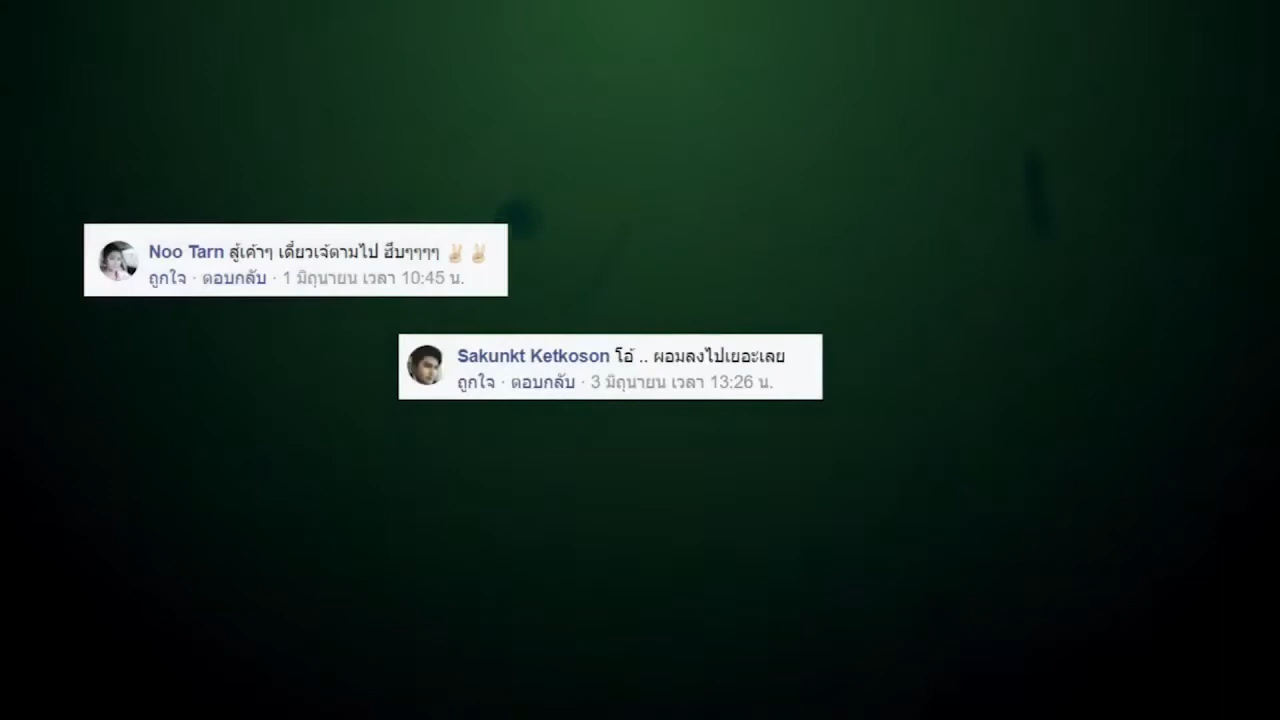 Noo Tarn สู้เค้าๆ เดี๋ยวเจ้ตามไป ฮึบๆๆๆ ✌🏻✌🏻
ถูกใจ · ตอบกลับ · 1 มิถุนายน เวลา 10:45 น.
Sakunkt Ketkoson โอ้ .. ผอมลงไปเยอะเลย
ถูกใจ · ตอบกลับ · 3 มิถุนายน เวลา 13:26 น.